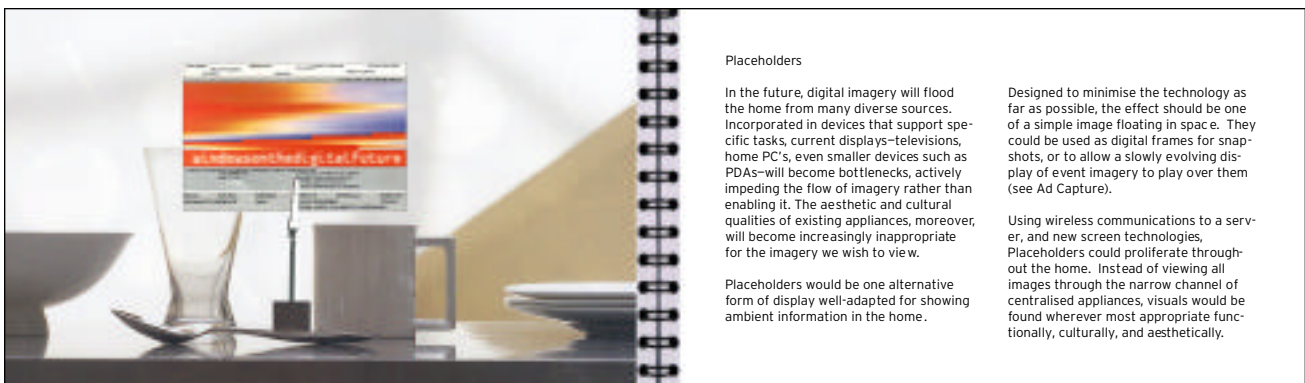 windowsonthedigitalfuture
Placeholders
In the future, digital imagery will flood
the home from many diverse sources.
Incorporated in devices that support spe-
cific tasks, current displays–televisions,
home PC's, even smaller devices such as
PDAs–will become bottlenecks, actively
impeding the flow of imagery rather than
enabling it. The aesthetic and cultural
qualities of existing appliances, moreover,
will become increasingly inappropriate
for the imagery we wish to view.
Placeholders would be one alternative
form of display well-adapted for showing
ambient information in the home.
Designed to minimise the technology as
far as possible, the effect should be one
of a simple image floating in space. They
could be used as digital frames for snap-
shots, or to allow a slowly evolving dis-
play of event imagery to play over them
(see Ad Capture).
Using wireless communications to a serv-
er, and new screen technologies,
Placeholders could proliferate through-
out the home. Instead of viewing all
images through the narrow channel of
centralised appliances, visuals would be
found wherever most appropriate func-
tionally, culturally, and aesthetically.